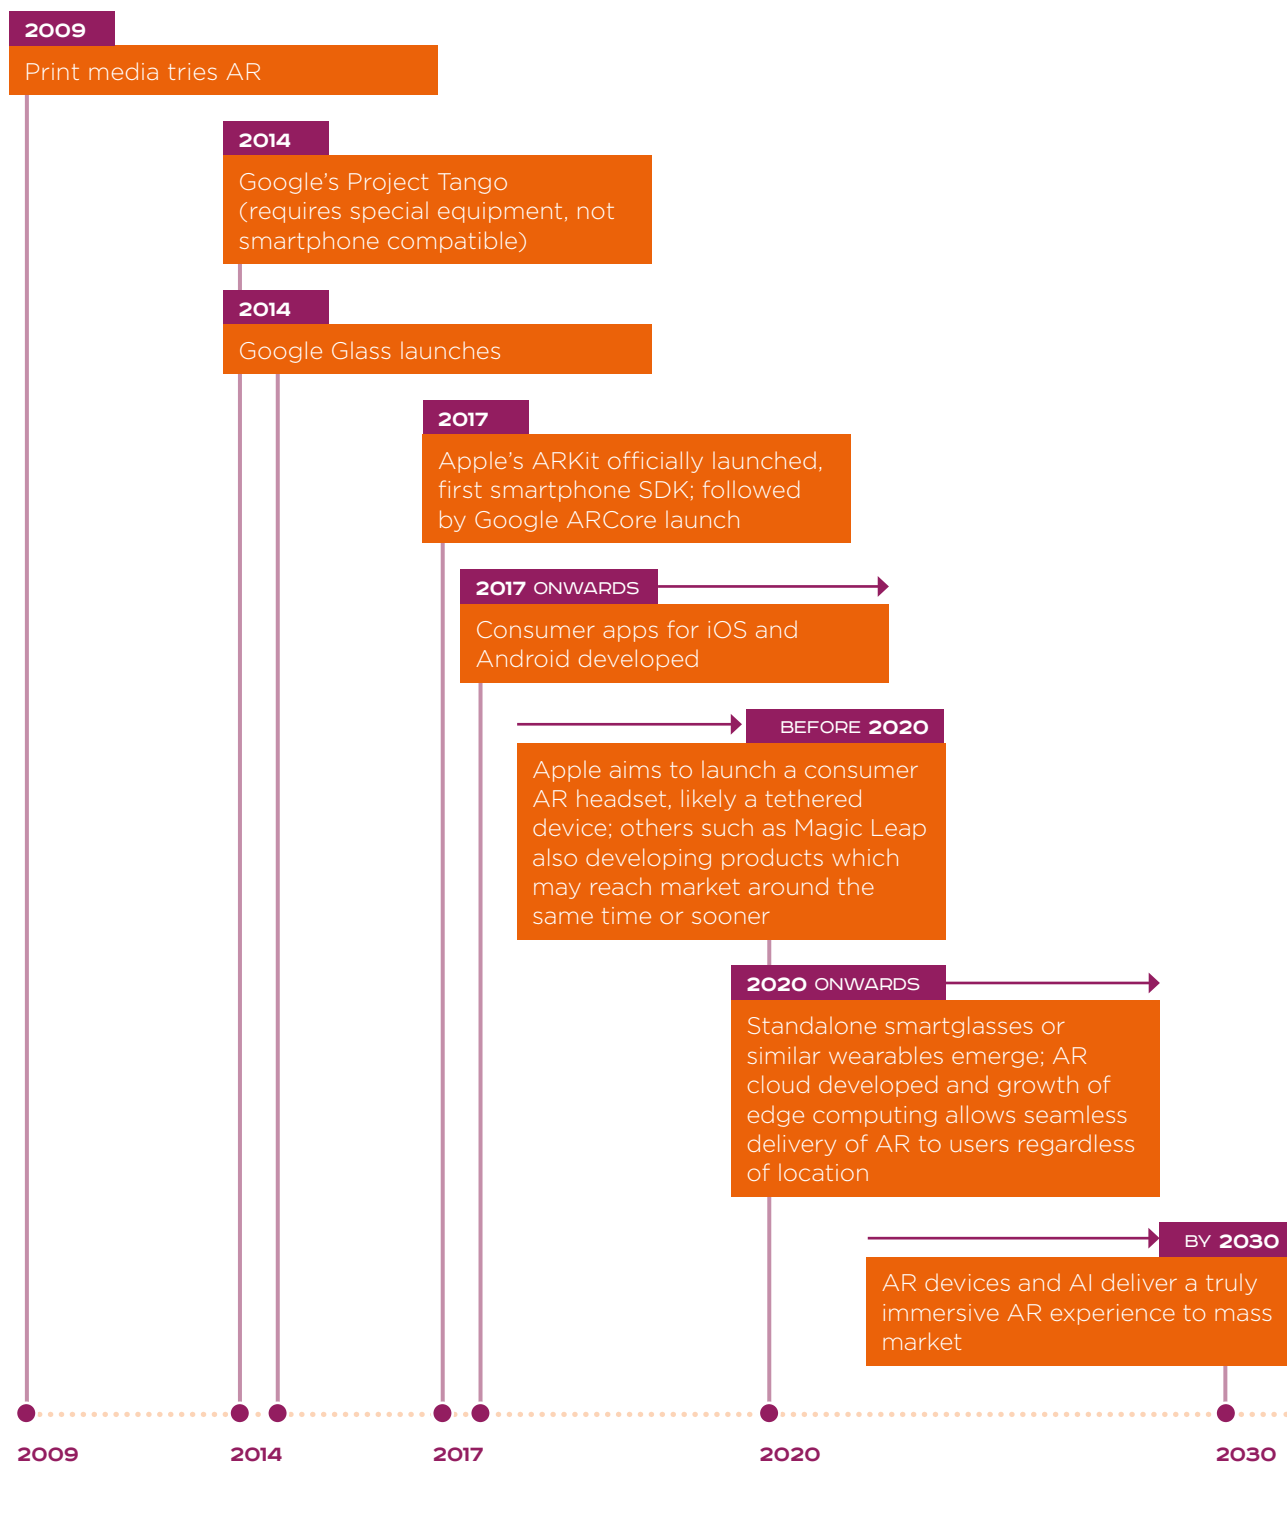 2009
Print media tries AR
2014
Google’s Project Tango
(requires special equipment, not
smartphone compatible)
2014
Google Glass launches
2017
Apple’s ARKit officially launched,
first smartphone SDK; followed
by Google ARCore launch
2017 ONWARDS
Consumer apps for iOS and
Android developed
BEFORE 2020
Apple aims to launch a consumer
AR headset, likely a tethered
device; others such as Magic Leap
also developing products which
may reach market around the
same time or sooner
2020 ONWARDS
Standalone smartglasses or
similar wearables emerge; AR
cloud developed and growth of
edge computing allows seamless
delivery of AR to users regardless
of location
BY 2030
AR devices and AI deliver a truly
immersive AR experience to mass
market
2009
2014
2017
2020
2030